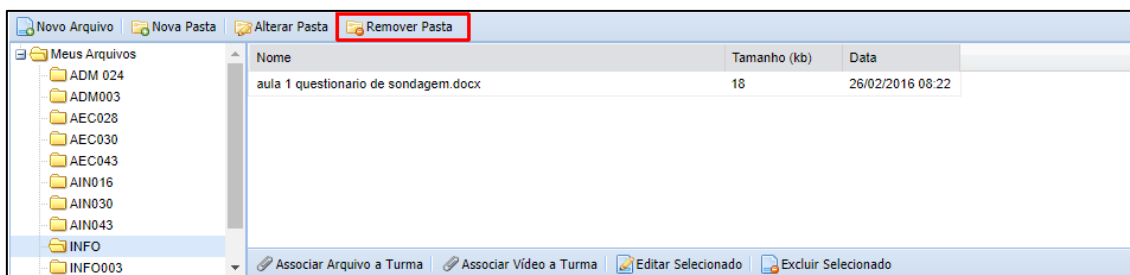 Novo Arquivo Nova Pasta Alterar Pasta Remover Pasta
Meus Arquivos
ADM 024
ADM003
AEC028
AEC030
AEC043
AIN016
AIN030
AIN043
INFO
INFO003
Nome Tamanho (kb) Data
aula 1 questionario de sondagem.docx 18 26/02/2016 08:22
Associar Arquivo a Turma Associar Vídeo a Turma Editar Selecionado Excluir Selecionado